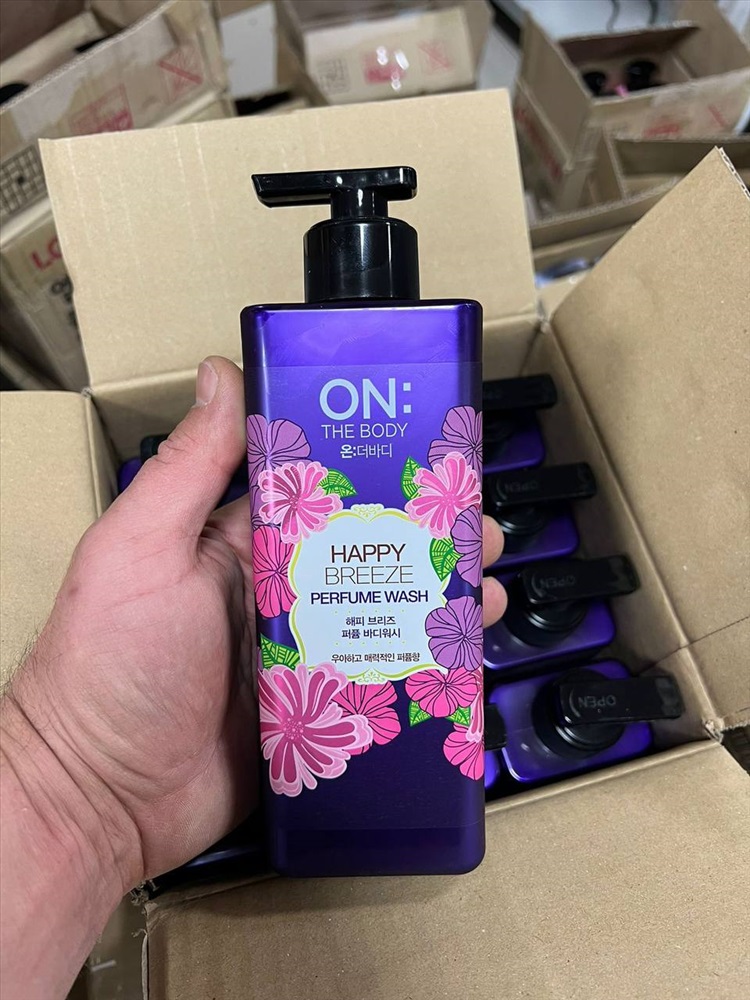 ON:
THE BODY
온:더바디
HAPPY
BREEZE
PERFUME WASH
해피 브리즈
퍼퓸 바디워시
우아하고 매력적인 퍼퓸향
OPEN
OPEN
OPEN